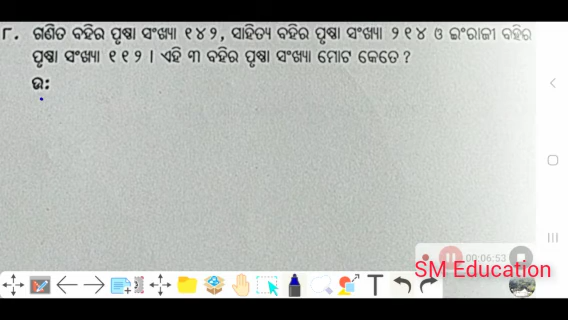 ୮. ଗଣିତ ବହିର ପୃଷ୍ଠା ସଂଖ୍ୟା ୧୪୨, ସାହିତ୍ୟ ବହିର ପୃଷ୍ଠା ସଂଖ୍ୟା ୨୧୪ ଓ ଇଂରାଜୀ ବହିର
ପୃଷ୍ଠା ସଂଖ୍ୟା ୧୧୨ । ଏହି ୩ ବହିର ପୃଷ୍ଠା ସଂଖ୍ୟା ମୋଟ କେତେ ?
ଉ:
00:06:53
SM Education
T